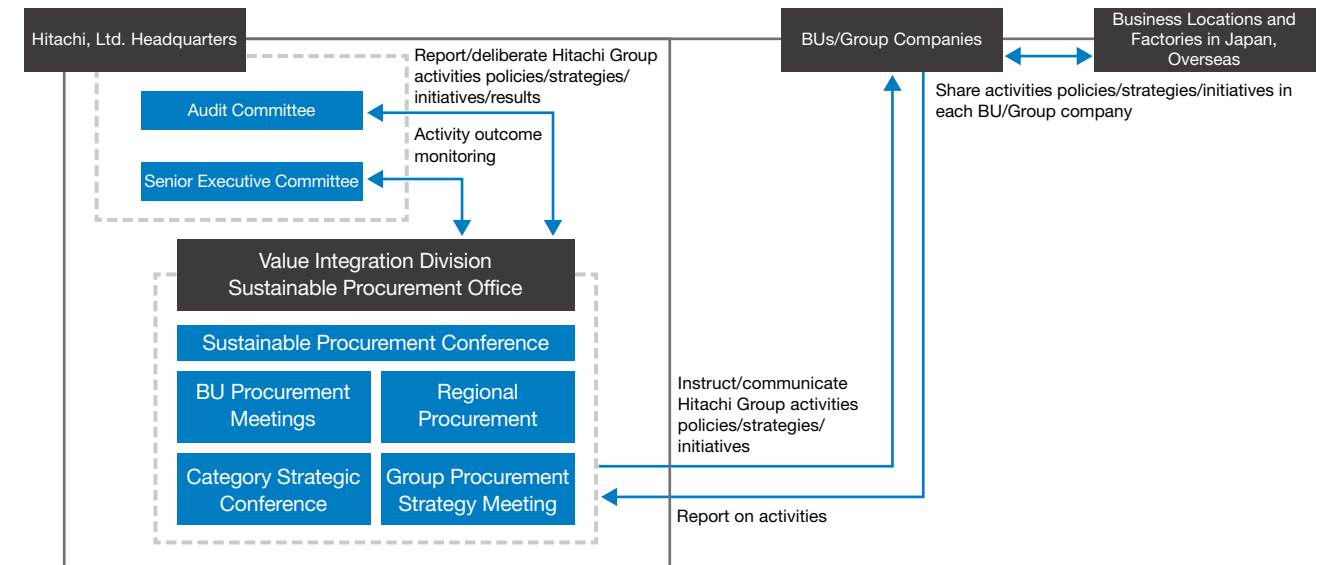 Hitachi, Ltd. Headquarters
Report/deliberate Hitachi Group
activities policies/strategies/
initiatives/results
Audit Committee
Activity outcome
monitoring
Senior Executive Committee
Value Integration Division
Sustainable Procurement Office
Sustainable Procurement Conference
BU Procurement
Meetings
Regional
Procurement
Category Strategic
Conference
Group Procurement
Strategy Meeting
BUs/Group Companies
Business Locations and
Factories in Japan,
Overseas
Share activities policies/strategies/initiatives in
each BU/Group company
Instruct/communicate
Hitachi Group activities
policies/strategies/
initiatives
Report on activities